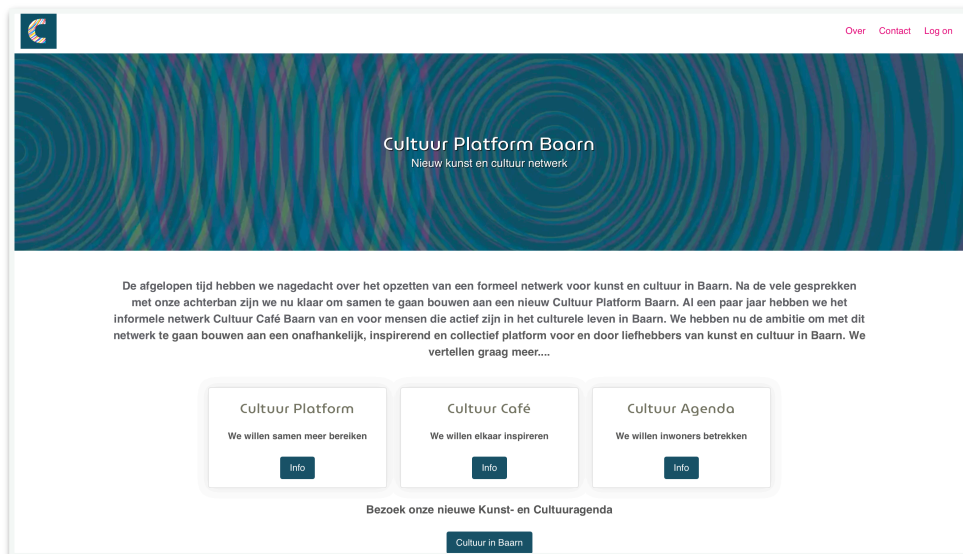 C
Over Contact Log on
Cultuur Platform Baarn
Nieuw kunst en cultuur netwerk
De afgelopen tijd hebben we nagedacht over het opzetten van een formeel netwerk voor kunst en cultuur in Baarn. Na de vele gesprekken
met onze achterban zijn we nu klaar om samen te gaan bouwen aan een nieuw Cultuur Platform Baarn. Al een paar jaar hebben we het
informele netwerk Cultuur Café Baarn van en voor mensen die actief zijn in het culturele leven in Baarn. We hebben nu de ambitie om met dit
netwerk te gaan bouwen aan een onafhankelijk, inspirerend en collectief platform voor en door liefhebbers van kunst en cultuur in Baarn. We
vertellen graag meer....
Cultuur Platform
We willen samen meer bereiken
Info
Cultuur Café
We willen elkaar inspireren
Info
Cultuur Agenda
We willen inwoners betrekken
Info
Bezoek onze nieuwe Kunst- en Cultuuragenda
Cultuur in Baarn